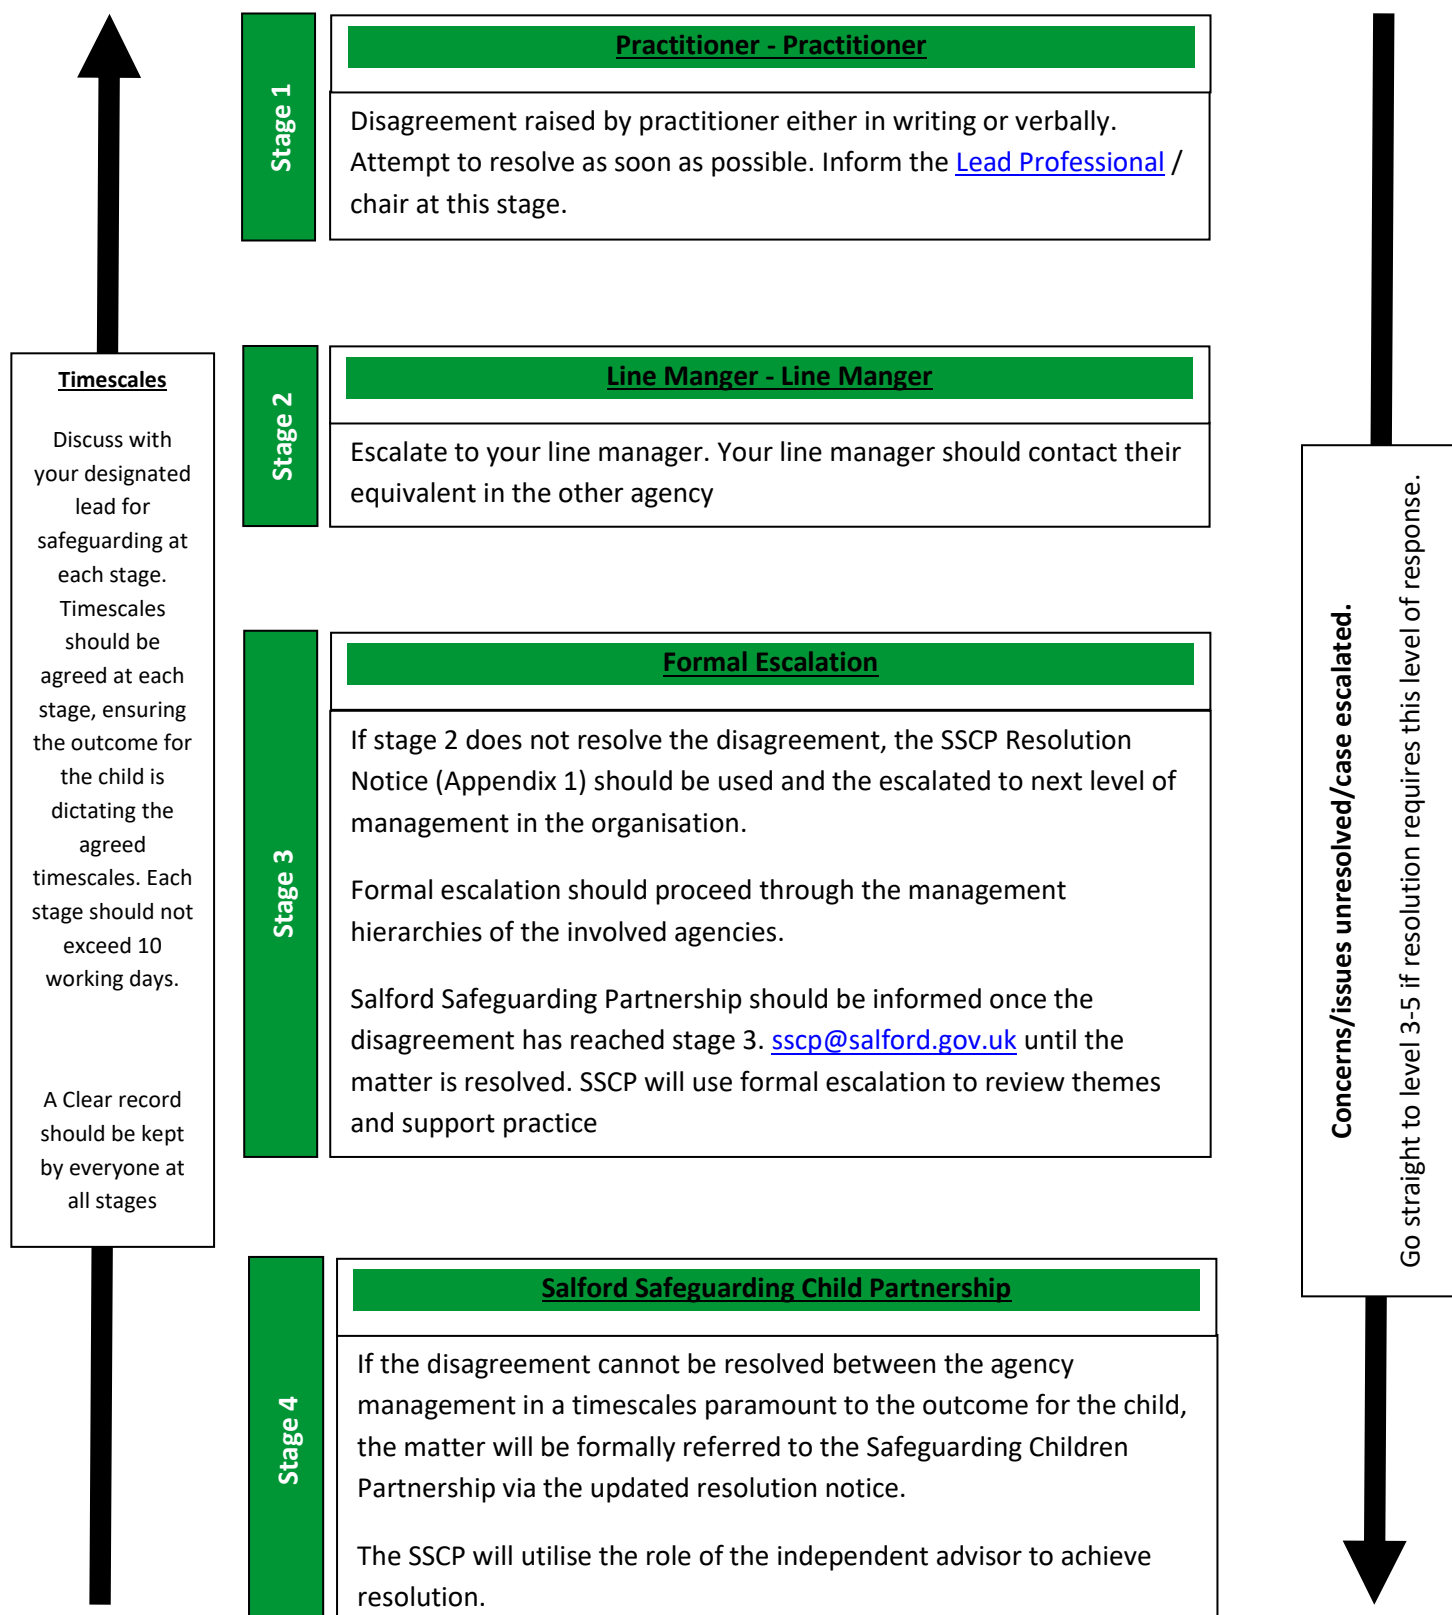 Stage 1
Practitioner - Practitioner
Disagreement raised by practitioner either in writing or verbally.
Attempt to resolve as soon as possible. Inform the Lead Professional /
chair at this stage.
Stage 2
Line Manger - Line Manger
Escalate to your line manager. Your line manager should contact their
equivalent in the other agency
Timescales
Discuss with
your designated
lead for
safeguarding at
each stage.
Timescales
should be
agreed at each
stage, ensuring
the outcome for
the child is
dictating the
agreed
timescales. Each
stage should not
exceed 10
working days.
A Clear record
should be kept
by everyone at
all stages
Stage 3
Formal Escalation
If stage 2 does not resolve the disagreement, the SSCP Resolution
Notice (Appendix 1) should be used and the escalated to next level of
management in the organisation.
Formal escalation should proceed through the management
hierarchies of the involved agencies.
Salford Safeguarding Partnership should be informed once the
disagreement has reached stage 3. sscp@salford.gov.uk until the
matter is resolved. SSCP will use formal escalation to review themes
and support practice
Concerns/issues unresolved/case escalated.
Go straight to level 3-5 if resolution requires this level of response.
Stage 4
Salford Safeguarding Child Partnership
If the disagreement cannot be resolved between the agency
management in a timescales paramount to the outcome for the child,
the matter will be formally referred to the Safeguarding Children
Partnership via the updated resolution notice.
The SSCP will utilise the role of the independent advisor to achieve
resolution.